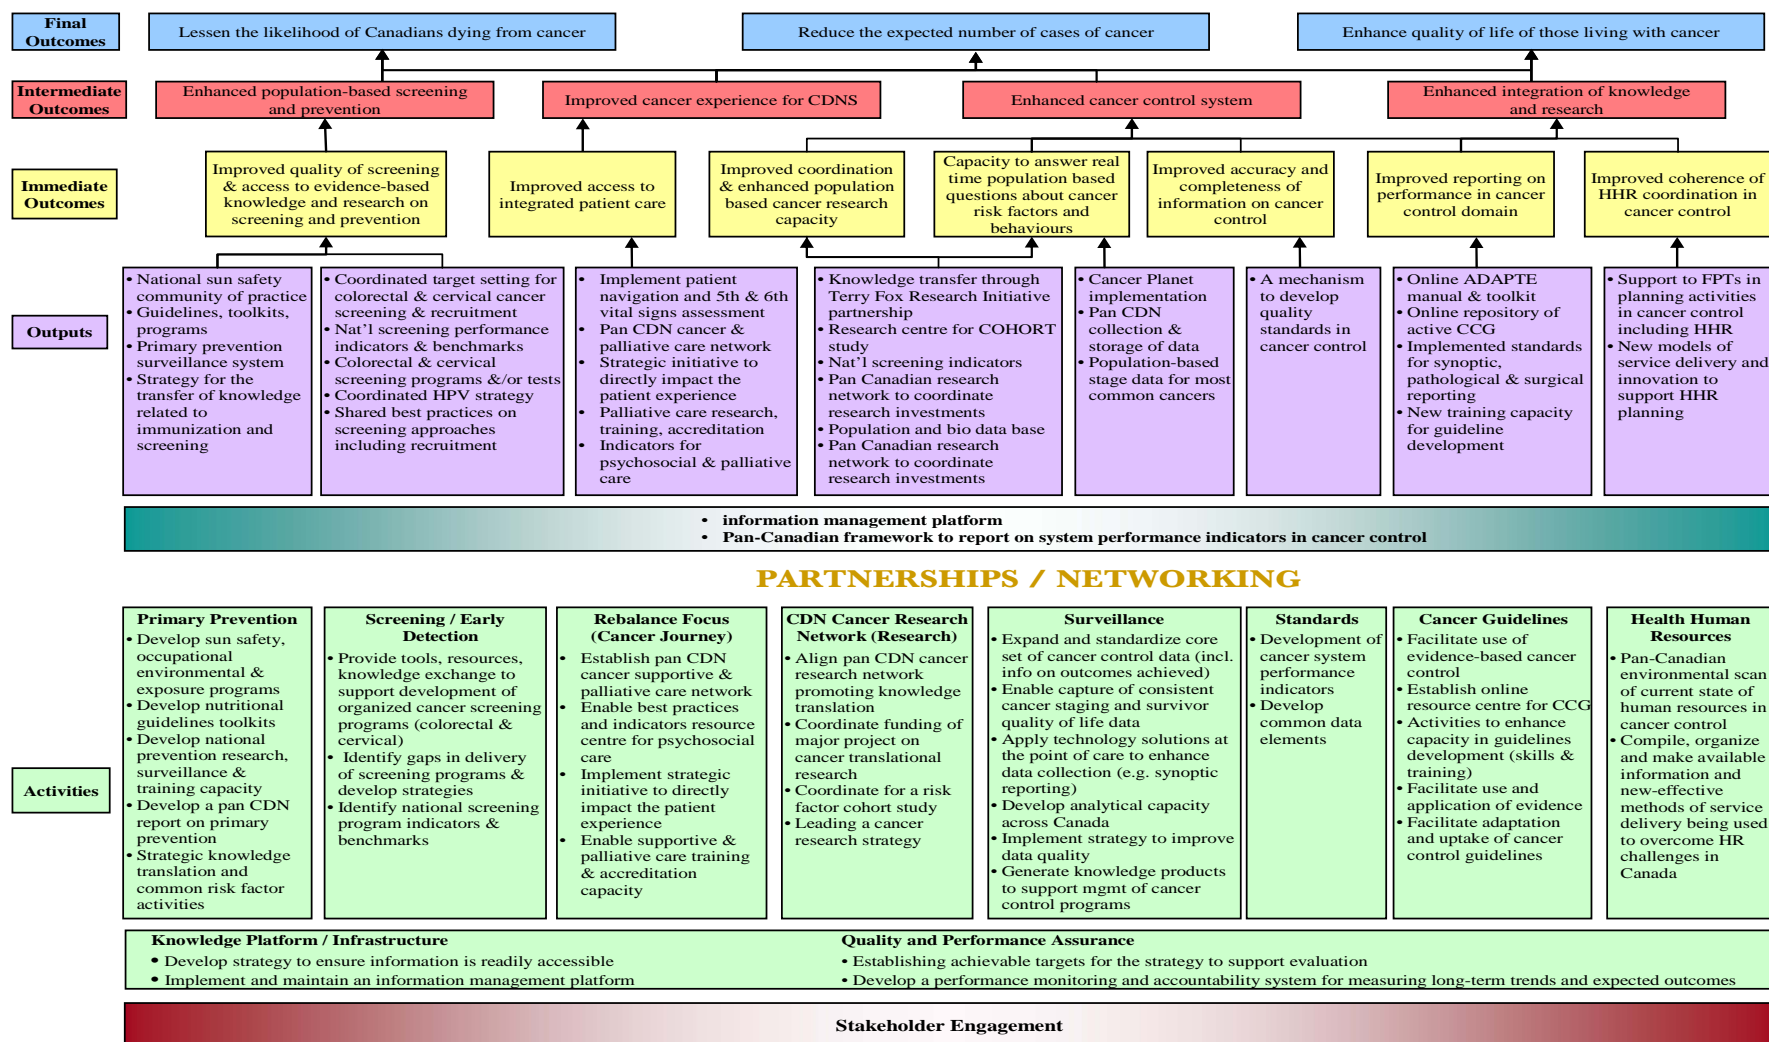 Final
Outcomes
Lessen the likelihood of Canadians dying from cancer
Reduce the expected number of cases of cancer
Enhance quality of life of those living with cancer
Intermediate
Outcomes
Enhanced population-based screening
and prevention
Improved cancer experience for CDNS
Enhanced cancer control system
Enhanced integration of knowledge
and research
Immediate
Outcomes
Improved quality of screening
& access to evidence-based
knowledge and research on
screening and prevention
Improved access to
integrated patient care
Improved coordination
& enhanced population
based cancer research
capacity
Capacity to answer real
time population based
questions about cancer
risk factors and
behaviours
Improved accuracy and
completeness of
information on cancer
control
Improved reporting on
performance in cancer
control domain
Improved coherence of
HHR coordination in
cancer control
Outputs
• National sun safety
community of practice
• Guidelines, toolkits,
programs
• Primary prevention
surveillance system
• Strategy for the
transfer of knowledge
related to
immunization and
screening
• Coordinated target setting for
colorectal & cervical cancer
screening & recruitment
• Nat'l screening performance
indicators & benchmarks
• Colorectal & cervical
screening programs &/or tests
• Coordinated HPV strategy
• Shared best practices on
screening approaches
including recruitment
• Implement patient
navigation and 5th & 6th
vital signs assessment
• Pan CDN cancer &
palliative care network
• Strategic initiative to
directly impact the
patient experience
• Palliative care research,
training, accreditation
• Indicators for
psychosocial & palliative
care
• Knowledge transfer through
Terry Fox Research Initiative
partnership
• Research centre for COHORT
study
• Nat'l screening indicators
• Pan Canadian research
network to coordinate
research investments
• Population and bio data base
• Pan Canadian research
network to coordinate
research investments
• Cancer Planet
implementation
• Pan CDN
collection &
storage of data
• Population-based
stage data for most
common cancers
• A mechanism
to develop
quality
standards in
cancer control
• Online ADAPTE
manual & toolkit
• Online repository of
active CCG
• Implemented standards
for synoptic,
pathological & surgical
reporting
• New training capacity
for guideline
development
• Support to FPTs in
planning activities
in cancer control
including HHR
• New models of
service delivery and
innovation to
support HHR
planning
• information management platform
• Pan-Canadian framework to report on system performance indicators in cancer control
PARTNERSHIPS / NETWORKING
Activities
Primary Prevention
• Develop sun safety,
occupational
environmental &
exposure programs
• Develop nutritional
guidelines toolkits
• Develop national
prevention research,
surveillance &
training capacity
• Develop a pan CDN
report on primary
prevention
• Strategic knowledge
translation and
common risk factor
activities
Screening / Early
Detection
• Provide tools, resources,
knowledge exchange to
support development of
organized cancer screening
programs (colorectal &
cervical)
• Identify gaps in delivery
of screening programs &
develop strategies
• Identify national screening
program indicators &
benchmarks
Rebalance Focus
(Cancer Journey)
• Establish pan CDN
cancer supportive &
palliative care network
• Enable best practices
and indicators resource
centre for psychosocial
care
• Implement strategic
initiative to directly
impact the patient
experience
• Enable supportive &
palliative care training
& accreditation
capacity
CDN Cancer Research
Network (Research)
• Align pan CDN cancer
research network
promoting knowledge
translation
• Coordinate funding of
major project on
cancer translational
research
• Coordinate for a risk
factor cohort study
• Leading a cancer
research strategy
Surveillance
• Expand and standardize core
set of cancer control data (incl.
info on outcomes achieved)
• Enable capture of consistent
cancer staging and survivor
quality of life data
• Apply technology solutions at
the point of care to enhance
data collection (e.g. synoptic
reporting)
• Develop analytical capacity
across Canada
• Implement strategy to improve
data quality
• Generate knowledge products
to support mgmt of cancer
control programs
Standards
• Development of
cancer system
performance
indicators
• Develop
common data
elements
Cancer Guidelines
• Facilitate use of
evidence-based cancer
control
• Establish online
resource centre for CCG
• Activities to enhance
capacity in guidelines
development (skills &
training)
• Facilitate use and
application of evidence
• Facilitate adaptation
and uptake of cancer
control guidelines
Health Human
Resources
• Pan-Canadian
environmental scan
of current state of
human resources in
cancer control
• Compile, organize
and make available
information and
new-effective
methods of service
delivery being used
to overcome HR
challenges in
Canada
Knowledge Platform / Infrastructure
• Develop strategy to ensure information is readily accessible
• Implement and maintain an information management platform
Quality and Performance Assurance
• Establishing achievable targets for the strategy to support evaluation
• Develop a performance monitoring and accountability system for measuring long-term trends and expected outcomes
Stakeholder Engagement